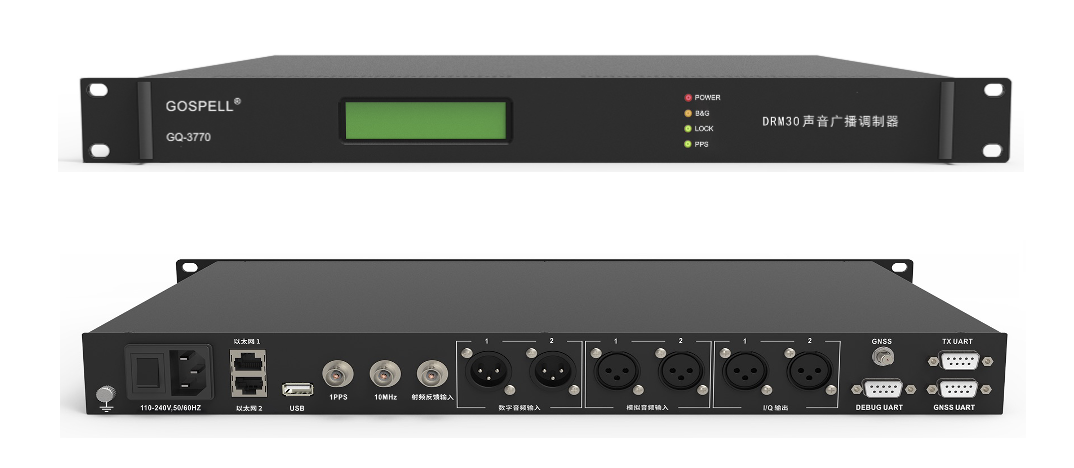 GOSPELL®
GQ-3770
POWER
B&G
LOCK
PPS
DRM30 声音广播调制器
以太网 1
以太网 2
110-240V,50/60HZ
USB
1PPS
10MHz
射频反馈输入
1
2
数字音频输入
1
2
模拟音频输入
1
2
I/Q 输出
GNSS
TX UART
DEBUG UART
GNSS UART